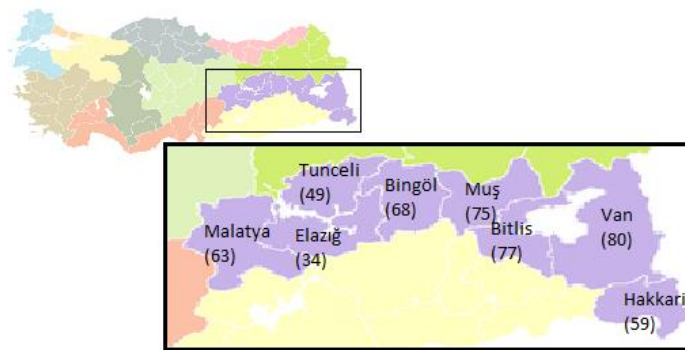 Tunceli
(49)
Bingöl
(68)
Muş
(75)
Malatya
(63)
Elazığ
(34)
Bitlis
(77)
Van
(80)
Hakkari
(59)